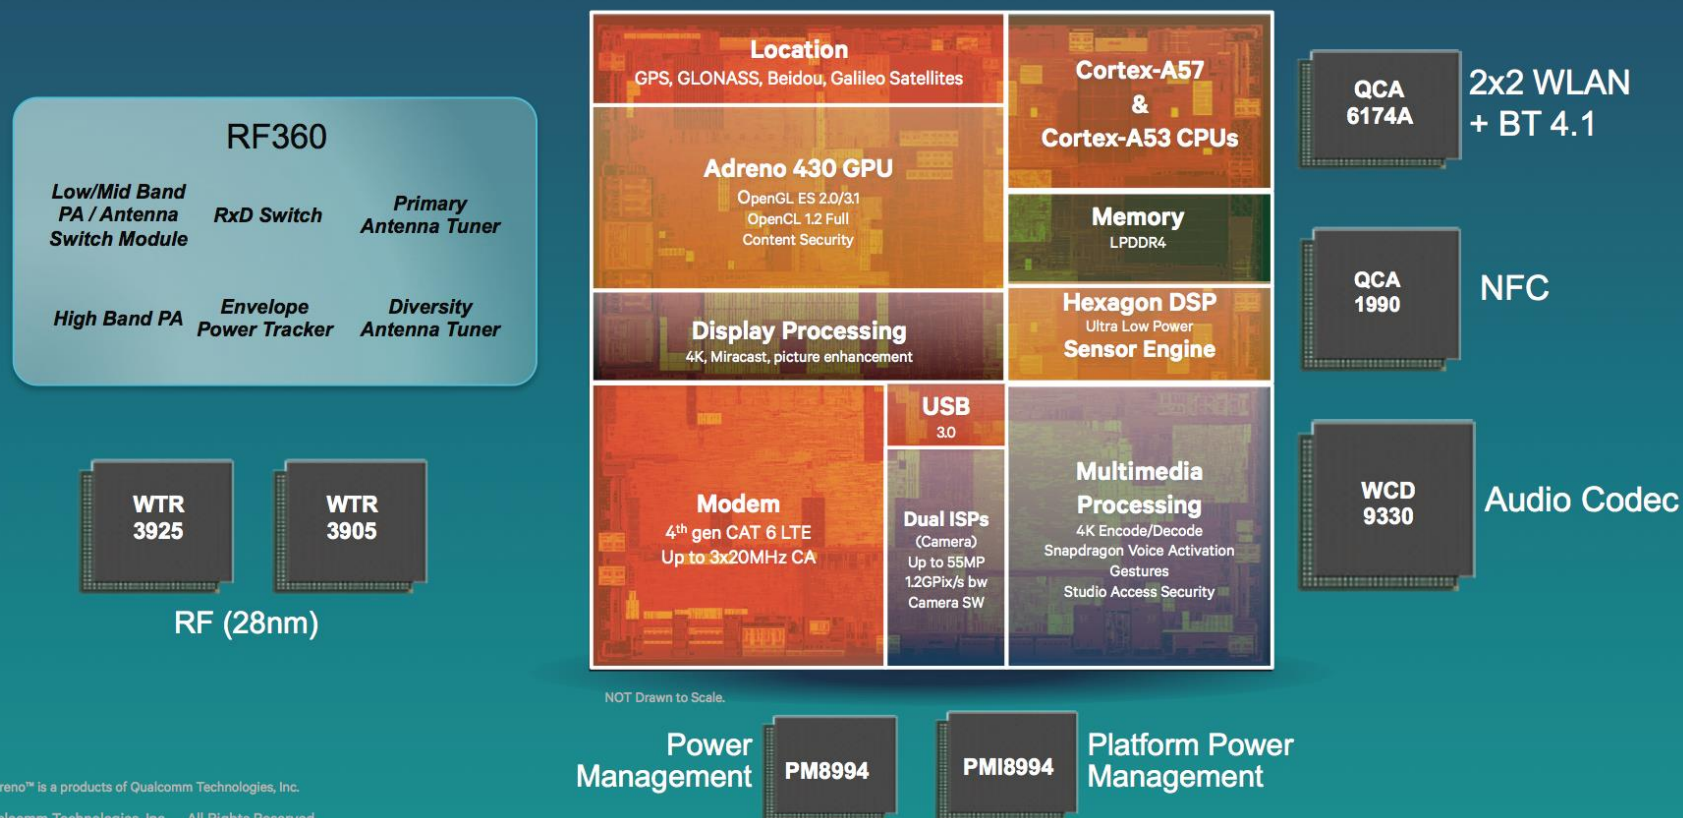 RF360
Low/Mid Band
PA / Antenna
Switch Module
RxD Switch
Primary
Antenna Tuner
High Band PA
Envelope
Power Tracker
Diversity
Antenna Tuner
WTR
3925
WTR
3905
RF (28nm)
Location
GPS, GLONASS, Beidou, Galileo Satellites
Adreno 430 GPU
OpenGL ES 2.0/3.1
OpenCL 1.2 Full
Content Security
Display Processing
4K, Miracast, picture enhancement
Cortex-A57
&
Cortex-A53 CPUs
Memory
LPDDR4
Hexagon DSP
Ultra Low Power
Sensor Engine
Modem
4th gen CAT 6 LTE
Up to 3x20MHz CA
USB
3.0
Dual ISPs
(Camera)
Up to 55MP
1.2GPix/s bw
Camera SW
Multimedia
Processing
4K Encode/Decode
Snapdragon Voice Activation
Gestures
Studio Access Security
QCA
6174A
2x2 WLAN
+ BT 4.1
QCA
1990
NFC
WCD
9330
Audio Codec
NOT Drawn to Scale.
Power
Management
PM8994
PMI8994
Platform Power
Management
reno™ is a products of Qualcomm Technologies, Inc.
alcomm Technologies, Inc. All Rights Reserved